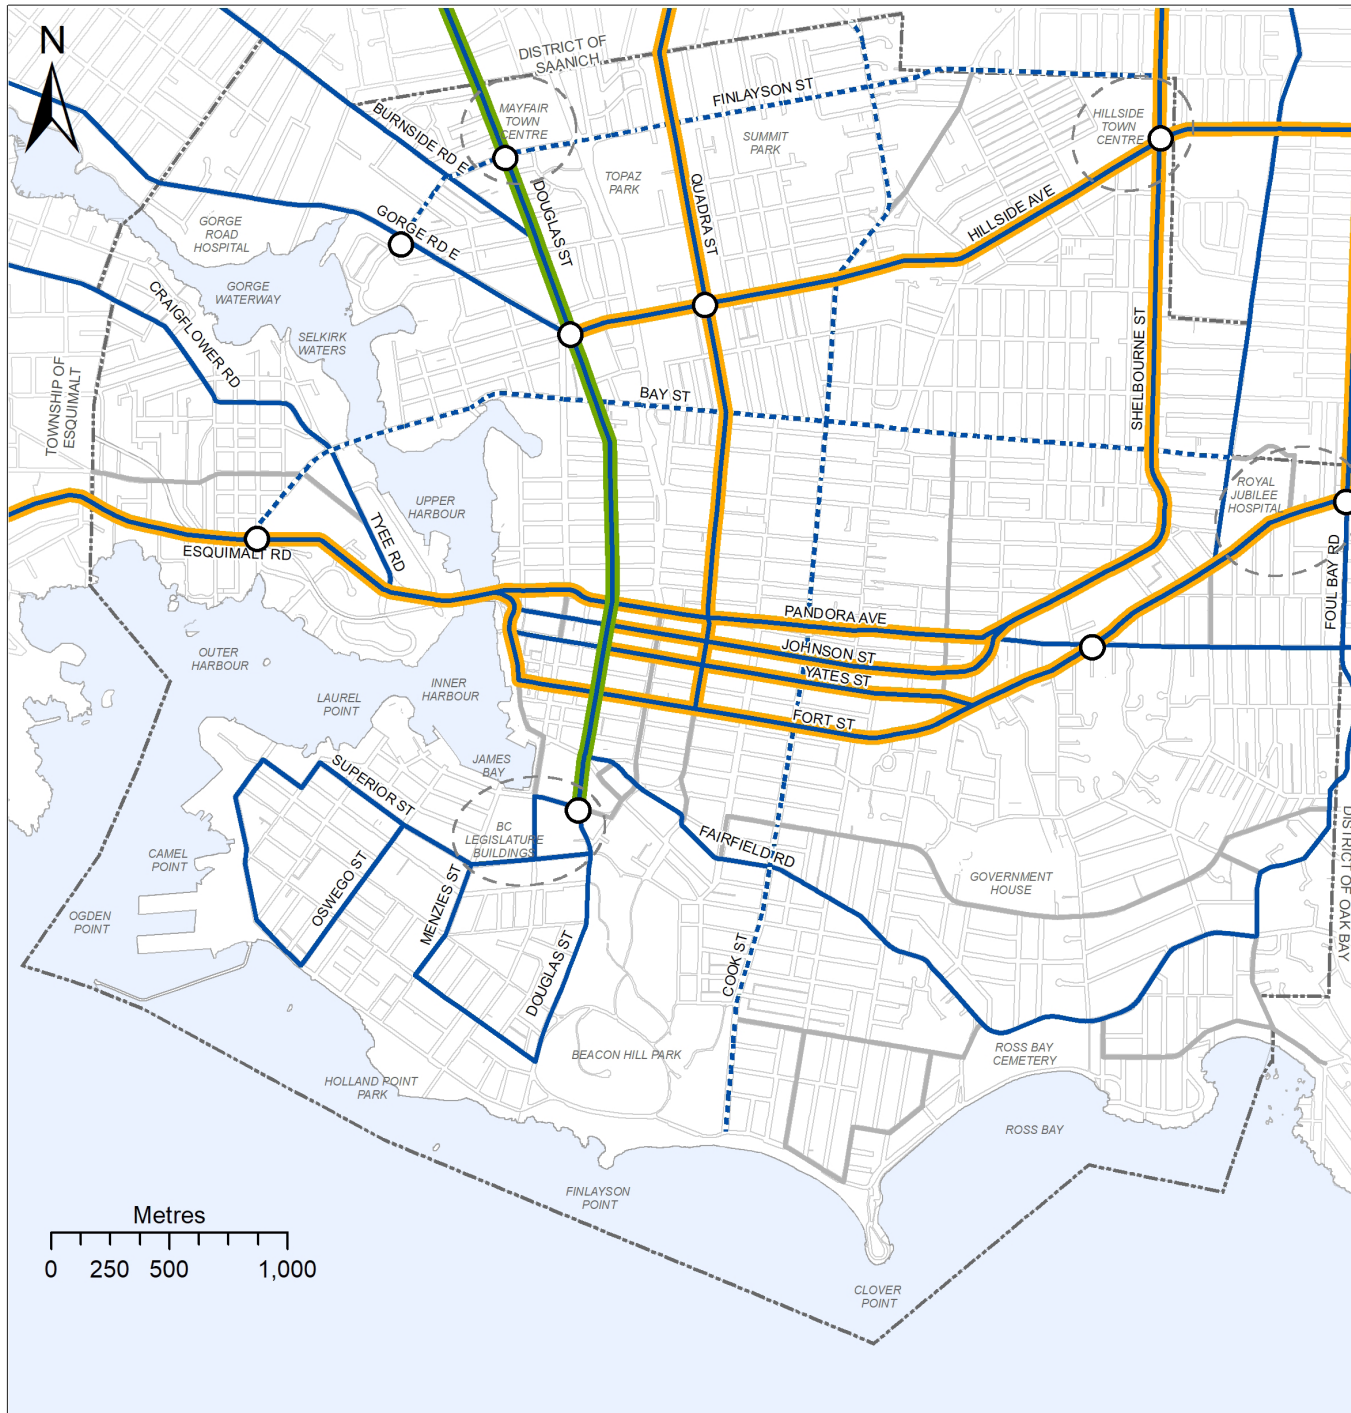 N
DISTRICT OF
SAANICH
MAYFAIR
TOWN
CENTRE
BURNSIDE RD E
FINLAYSON ST
SUMMIT
PARK
HILLSIDE
TOWN
CENTRE
TOPAZ
PARK
DOUGLAS ST
QUADRA ST
HILLSIDE AVE
GORGE
ROAD
HOSPITAL
GORGE RD E
GORGE
WATERWAY
CRAIGFLOWER RD
SELKIRK
WATERS
SHELBOURNE ST
TOWNSHIP OF
ESQUIMALT
BAY ST
ROYAL
JUBILEE
HOSPITAL
UPPER
HARBOUR
TYEE RD
ESQUIMALT RD
FOUL BAY RD
PANDORA AVE
JOHNSON ST
YATES ST
FORT ST
OUTER
HARBOUR
INNER
HARBOUR
LAUREL
POINT
JAMES
BAY
SUPERIOR ST
BC
LEGISLATURE
BUILDINGS
FAIRFIELD RD
CAMEL
POINT
OSWEGO ST
MENZIES ST
GOVERNMENT
HOUSE
DISTRICT OF OAK BAY
OGDEN
POINT
DOUGLAS ST
COOK ST
BEACON HILL PARK
ROSS BAY
CEMETERY
HOLLAND POINT
PARK
ROSS BAY
FINLAYSON
POINT
CLOVER
POINT
Metres
0 250 500 1,000